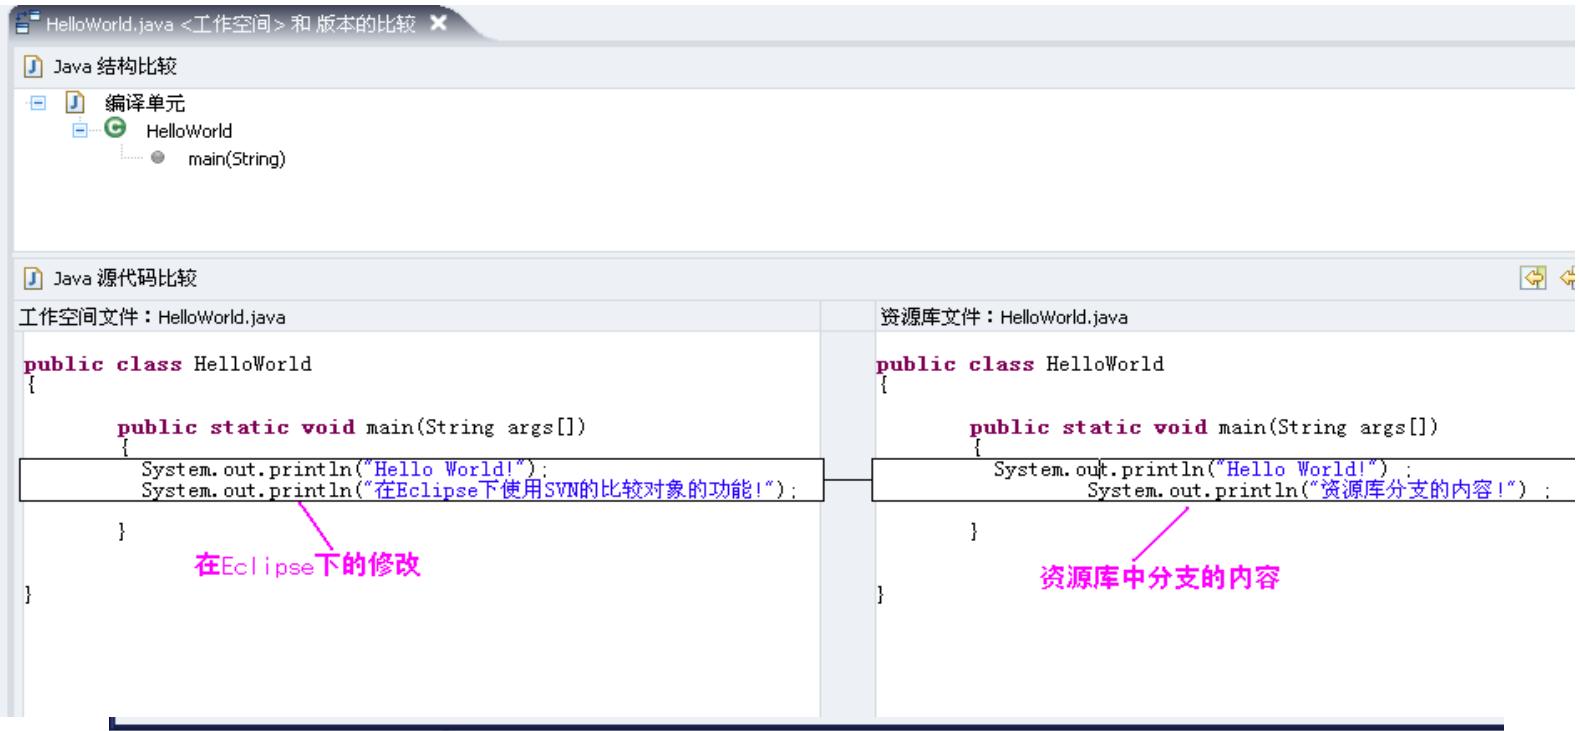 HelloWorld.java <工作空间> 和 版本的比较
Java 结构比较
编译单元
HelloWorld
main(String)
Java 源代码比较
工作空间文件：HelloWorld.java
public class HelloWorld
{
public static void main(String args[])
{
System.out.println("Hello World!");
System.out.println("在Eclipse下使用SVN的比较对象的功能!");
}
在Eclipse下的修改
}
资源库文件：HelloWorld.java
public class HelloWorld
{
public static void main(String args[])
{
System.out.println("Hello World!") ;
System.out.println("资源库分支的内容!") ;
}
资源库中分支的内容
}